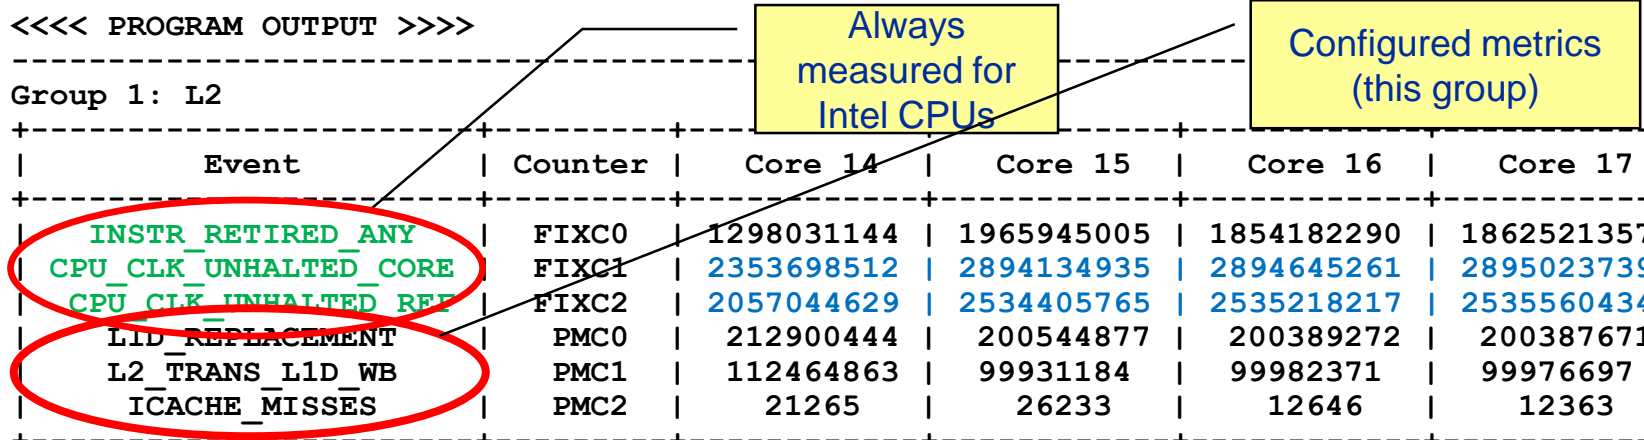 <<<< PROGRAM OUTPUT >>>>
Always
measured for
Intel CPUs
Configured metrics
(this group)
--------------------------------------------------------------------------------
Group 1: L2
+-----------------------+---------+------------+------------+------------+-----------
| Event | Counter | Core 14 | Core 15 | Core 16 | Core 17
+-----------------------+---------+------------+------------+------------+-----------
| INSTR_RETIRED_ANY | FIXC0 | 1298031144 | 1965945005 | 1854182290 | 1862521357
| CPU_CLK_UNHALTED_CORE | FIXC1 | 2353698512 | 2894134935 | 2894645261 | 2895023739
| CPU_CLK_UNHALTED_REF | FIXC2 | 2057044629 | 2534405765 | 2535218217 | 2535560434
| L1D_REPLACEMENT | PMC0 | 212900444 | 200544877 | 200389272 | 200387671
| L2_TRANS_L1D_WB | PMC1 | 112464863 | 99931184 | 99982371 | 99976697
| ICACHE_MISSES | PMC2 | 21265 | 26233 | 12646 | 12363
+-----------------------+---------+------------+------------+------------+-----------